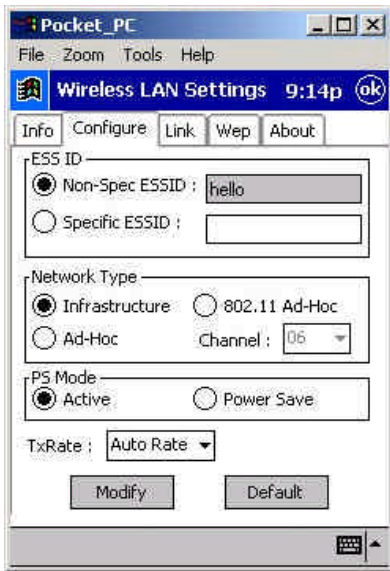 Pocket_PC
File Zoom Tools Help
Wireless LAN Settings 9:14p ok
Info Configure Link Wep About
ESS ID
Non-Spec ESSID : hello
Specific ESSID :
Network Type
Infrastructure 802.11 Ad-Hoc
Ad-Hoc Channel : 06
PS Mode
Active Power Save
TxRate : Auto Rate
Modify Default